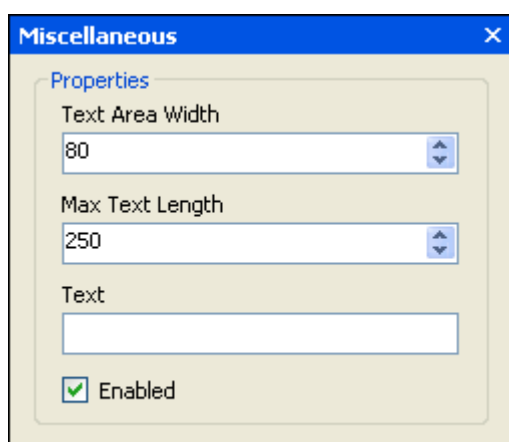 Miscellaneous
Properties
Text Area Width
80
Max Text Length
250
Text
Enabled